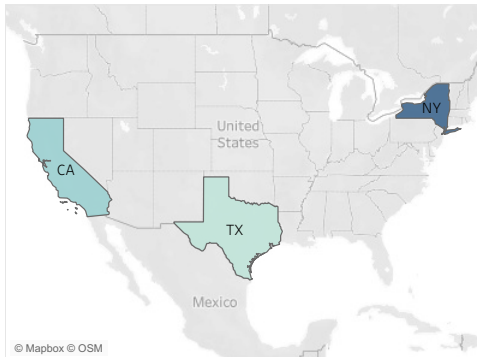 NY
United
States
CA
TX
Mexico
© Mapbox © OSM